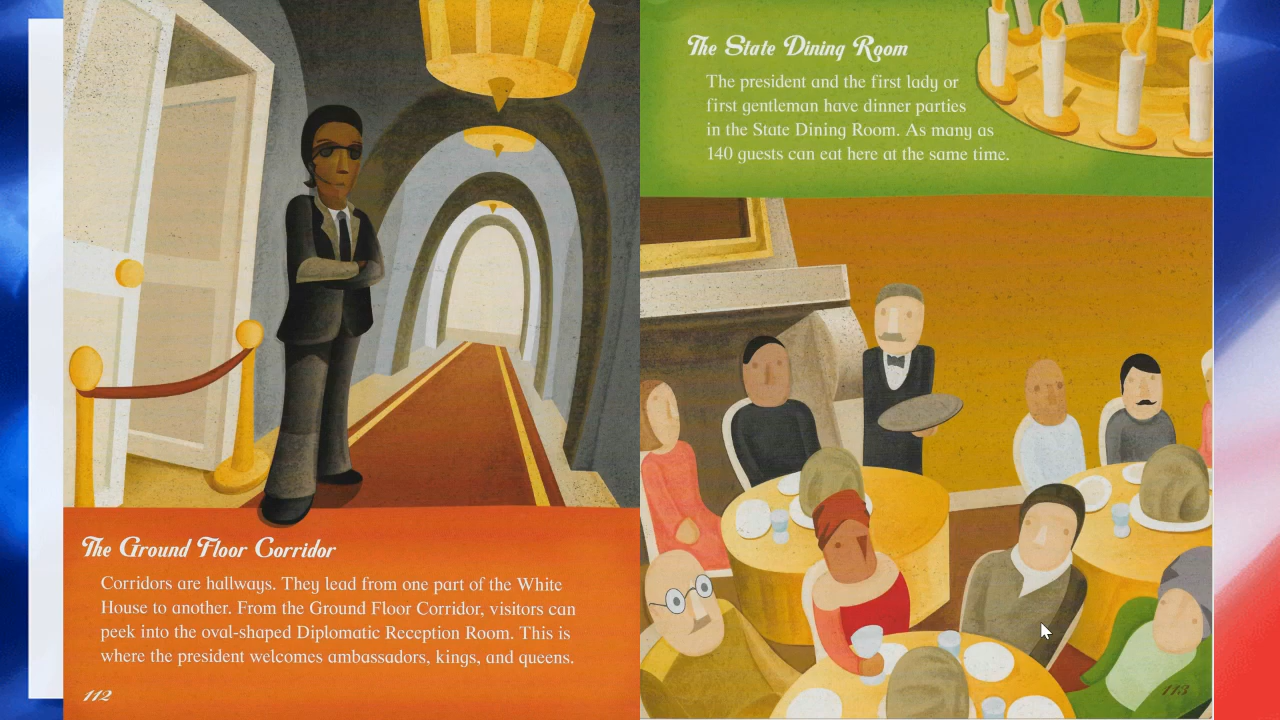 The Ground Floor Corridor
Corridors are hallways. They lead from one part of the White
House to another. From the Ground Floor Corridor, visitors can
peek into the oval-shaped Diplomatic Reception Room. This is
where the president welcomes ambassadors, kings, and queens.
112
The State Dining Room
The president and the first lady or
first gentleman have dinner parties
in the State Dining Room. As many as
140 guests can eat here at the same time.
113